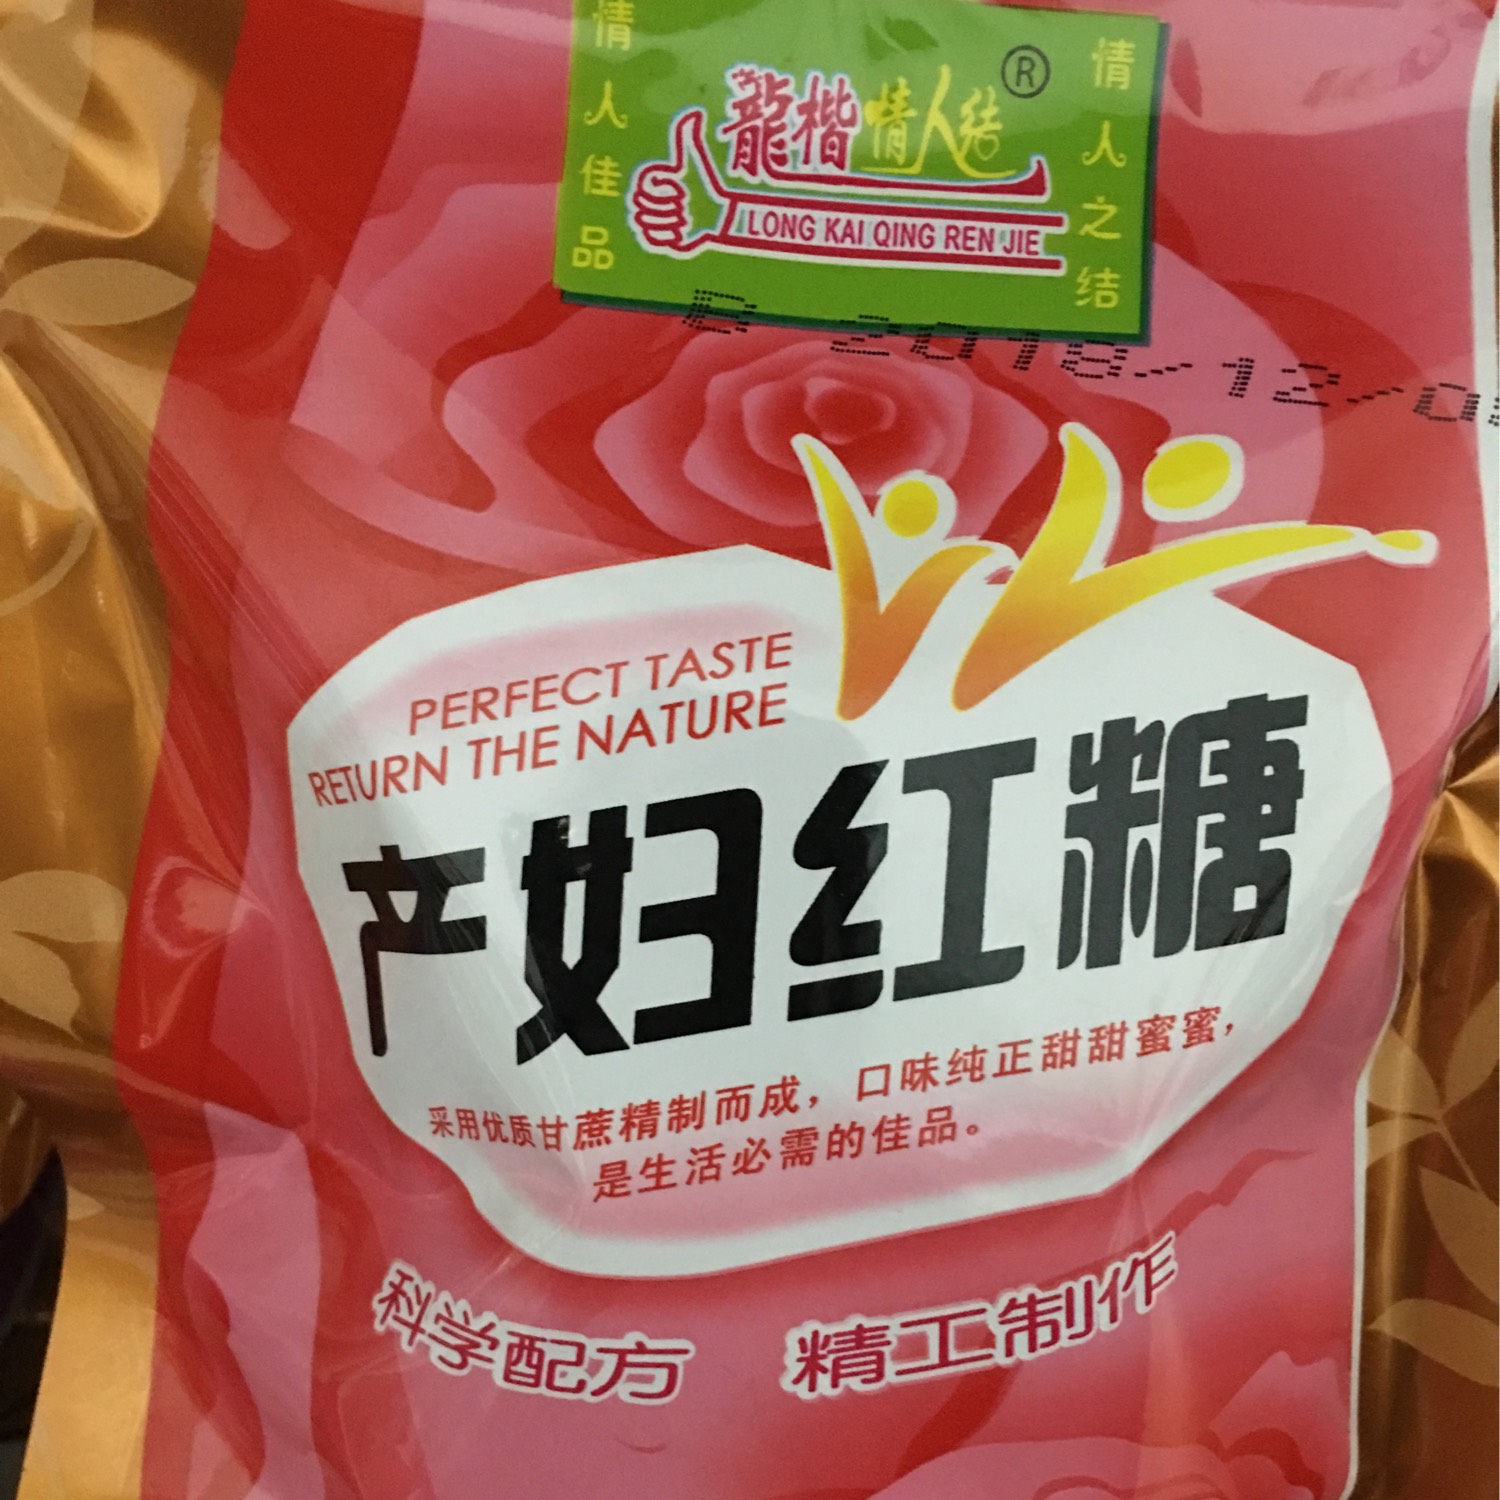 情人佳品
龍楷情人结
®
LONG KAI QING REN JIE
情人之结
2018/12/0
PERFECT TASTE
RETURN THE NATURE
产妇红糖
采用优质甘蔗精制而成，口味纯正甜甜蜜蜜，
是生活必需的佳品。
科学配方 精工制作